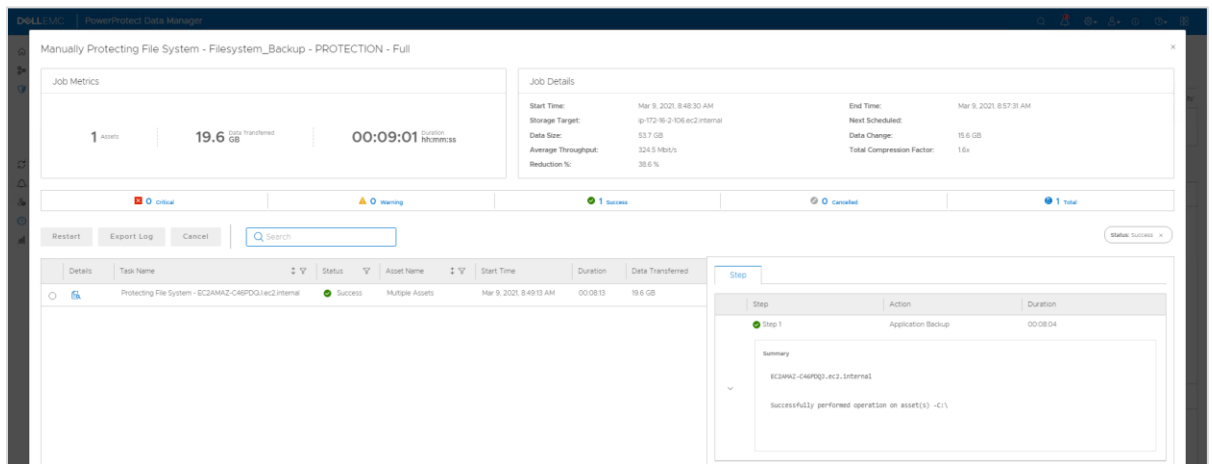 DELLEMC PowerProtect Data Manager
Manually Protecting File System - Filesystem_Backup - PROTECTION - Full
Job Metrics
1 Assets 19.6 GB Data Transferred 00:09:01 Duration hh:mm:ss
Job Details
Start Time: Mar 9, 2021, 8:48:30 AM End Time: Mar 9, 2021, 8:57:31 AM
Storage Target: ip-172-16-2-106.ec2.internal Next Scheduled:
Data Size: 53.7 GB Data Change: 15.6 GB
Average Throughput: 324.5 Mbit/s Total Compression Factor: 1.6x
Reduction %: 38.6 %
0 Critical 0 Warning 1 Success 0 Cancelled 1 Total
Restart Export Log Cancel Search Status: Success ×
Details Task Name Status Asset Name Start Time Duration Data Transferred
Protecting File System - EC2AMAZ-C46PDQJ.ec2.internal Success Multiple Assets Mar 9, 2021, 8:49:13 AM 00:08:13 19.6 GB
Step
Step Action Duration
Step 1 Application Backup 00:08:04
Summary
EC2AMAZ-C46PDQJ.ec2.internal
Successfully performed operation on asset(s) -C:\